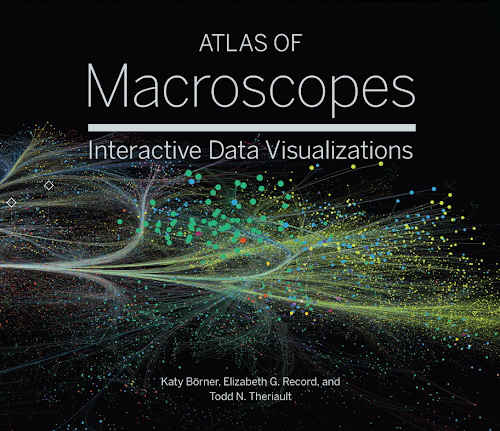 ATLAS OF
Macroscopes
Interactive Data Visualizations
Katy Börner, Elizabeth G. Record, and
Todd N. Theriault